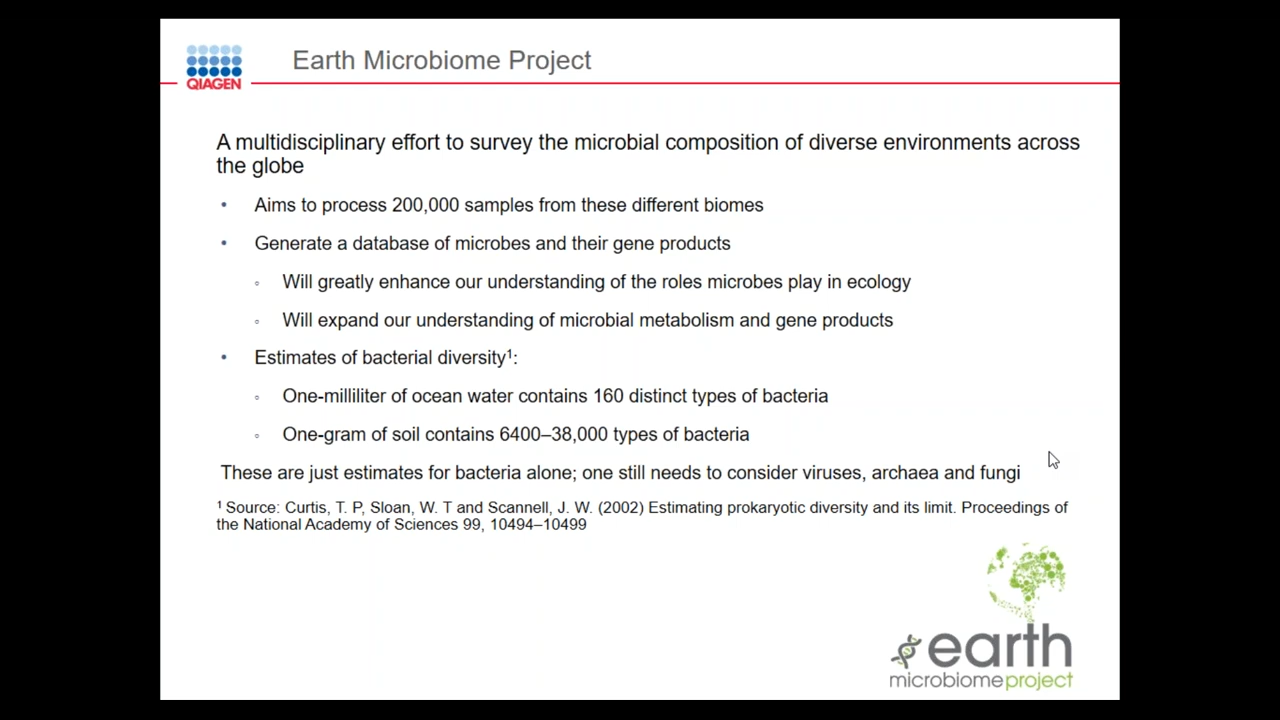 QIAGEN
Earth Microbiome Project
A multidisciplinary effort to survey the microbial composition of diverse environments across
the globe
• Aims to process 200,000 samples from these different biomes
• Generate a database of microbes and their gene products
◦ Will greatly enhance our understanding of the roles microbes play in ecology
◦ Will expand our understanding of microbial metabolism and gene products
• Estimates of bacterial diversity¹:
◦ One-milliliter of ocean water contains 160 distinct types of bacteria
◦ One-gram of soil contains 6400–38,000 types of bacteria
These are just estimates for bacteria alone; one still needs to consider viruses, archaea and fungi
¹ Source: Curtis, T. P, Sloan, W. T and Scannell, J. W. (2002) Estimating prokaryotic diversity and its limit. Proceedings of
the National Academy of Sciences 99, 10494–10499
earth
microbiomeproject